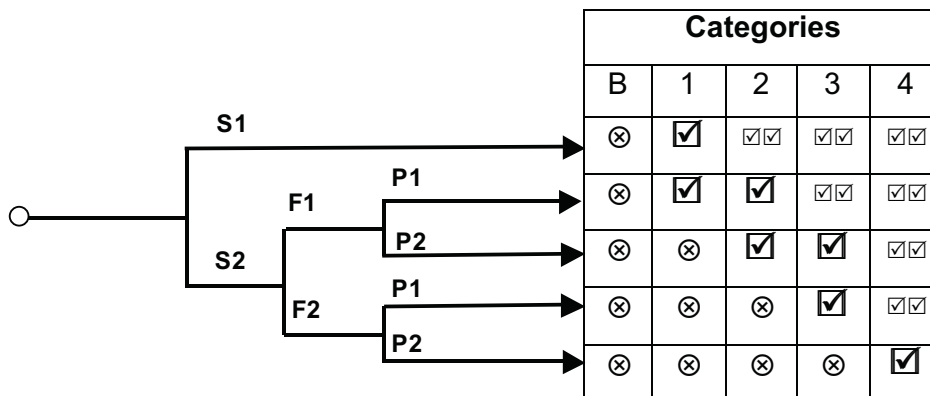 Categories
B 1 2 3 4
S1 ⊗ ☑ ☑☑ ☑☑ ☑☑
P1 ⊗ ☑ ☑ ☑☑ ☑☑
F1
P2 ⊗ ⊗ ☑ ☑ ☑☑
S2
P1 ⊗ ⊗ ⊗ ☑ ☑☑
F2
P2 ⊗ ⊗ ⊗ ⊗ ☑